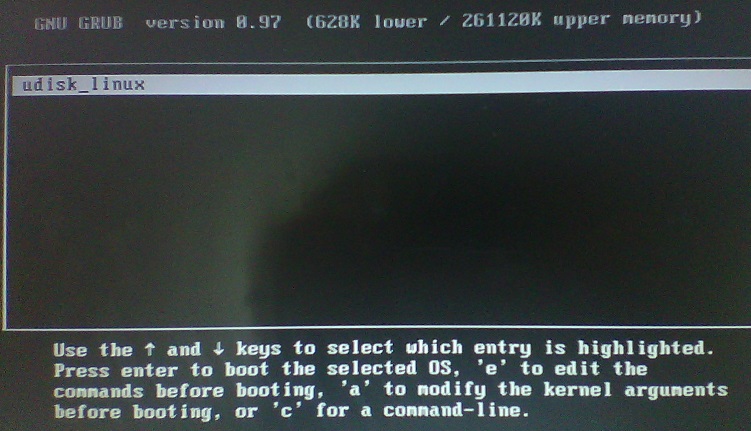 GNU GRUB version 0.97 (628K lower / 261120K upper memory)
udisk_linux
Use the ↑ and ↓ keys to select which entry is highlighted.
Press enter to boot the selected OS, 'e' to edit the
commands before booting, 'a' to modify the kernel arguments
before booting, or 'c' for a command-line.